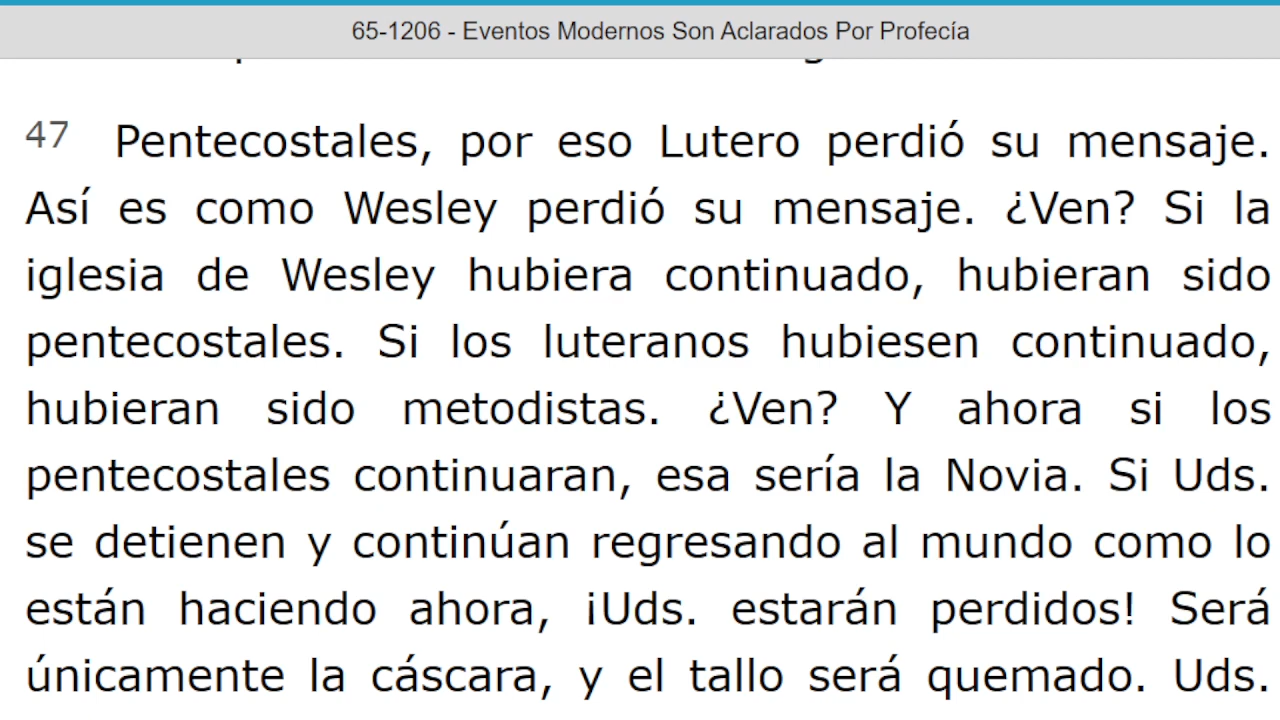 65-1206 - Eventos Modernos Son Aclarados Por Profecía
47 Pentecostales, por eso Lutero perdió su mensaje.
Así es como Wesley perdió su mensaje. ¿Ven? Si la
iglesia de Wesley hubiera continuado, hubieran sido
pentecostales. Si los luteranos hubiesen continuado,
hubieran sido metodistas. ¿Ven? Y ahora si los
pentecostales continuaran, esa sería la Novia. Si Uds.
se detienen y continúan regresando al mundo como lo
están haciendo ahora, ¡Uds. estarán perdidos! Será
únicamente la cáscara, y el tallo será quemado. Uds.